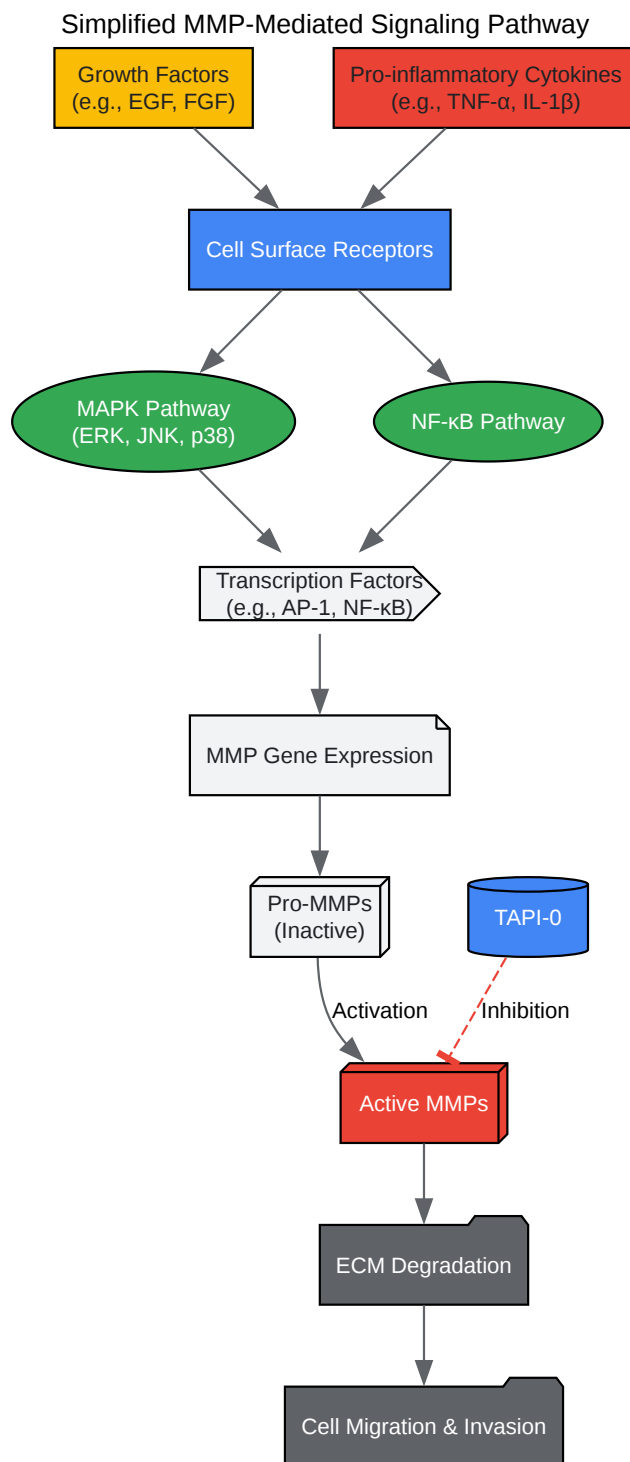 Simplified MMP-Mediated Signaling Pathway
Growth Factors
(e.g., EGF, FGF)
Pro-inflammatory Cytokines
(e.g., TNF-α, IL-1β)
Cell Surface Receptors
MAPK Pathway
(ERK, JNK, p38)
NF-κB Pathway
Transcription Factors
(e.g., AP-1, NF-κB)
MMP Gene Expression
Pro-MMPs
(Inactive)
TAPI-0
Activation
Inhibition
Active MMPs
ECM Degradation
Cell Migration & Invasion